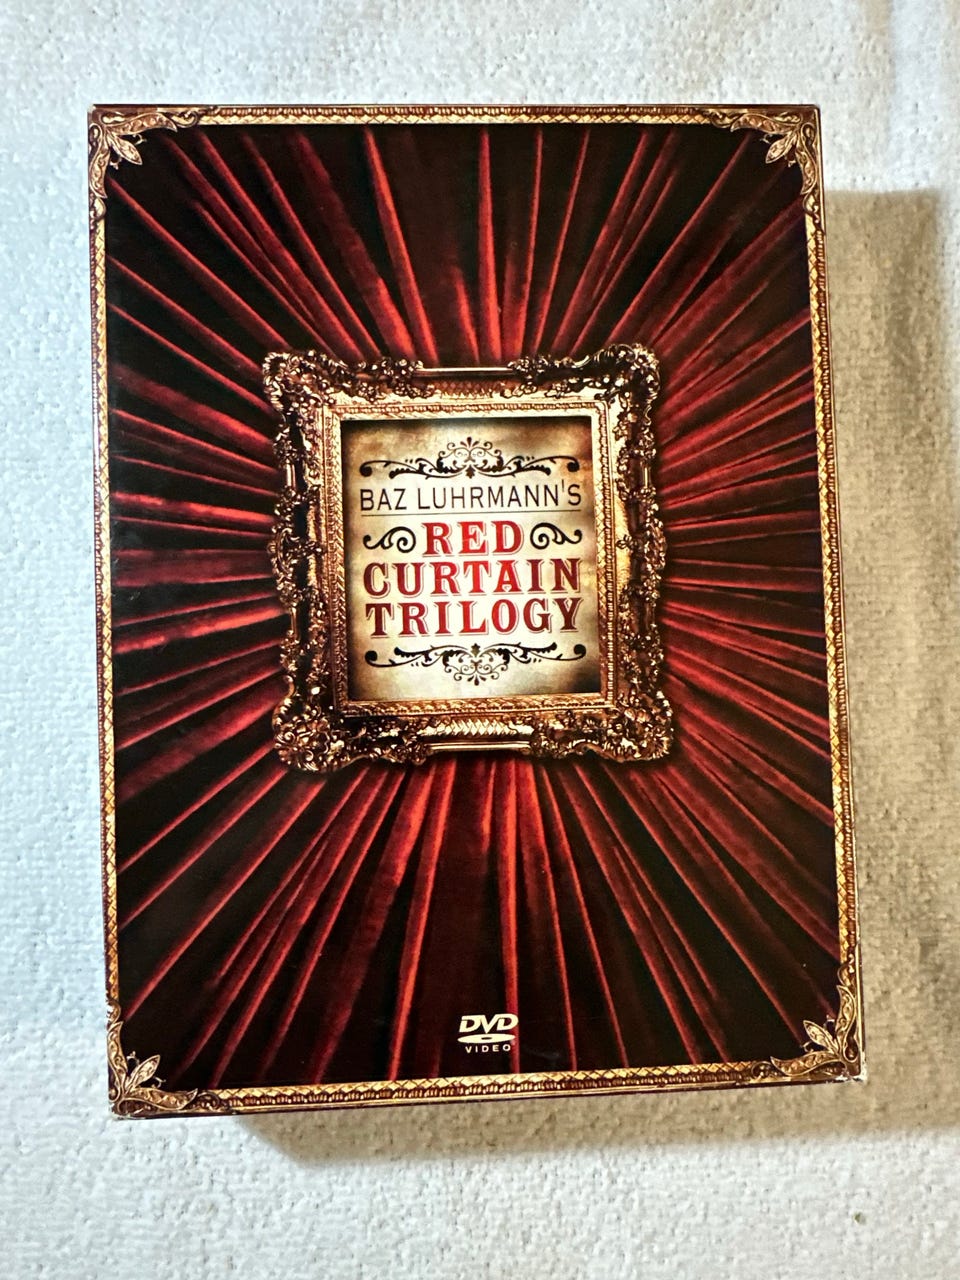 BAZ LUHRMANN'S
RED
CURTAIN
TRILOGY
DVD
VIDEO